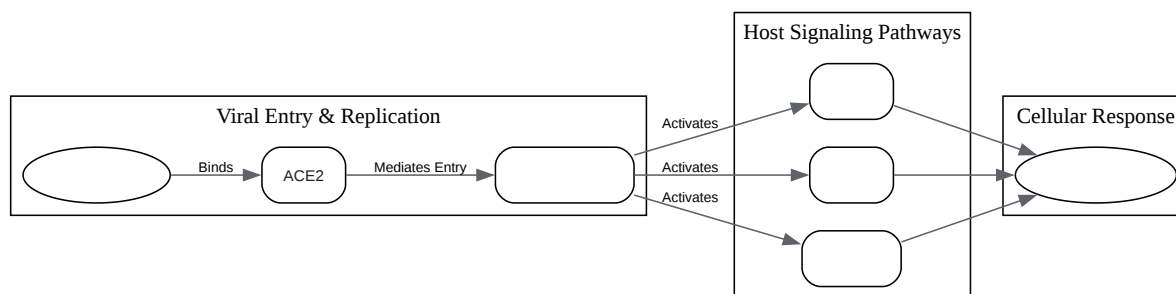 Host Signaling Pathways
Viral Entry & Replication
Cellular Response
Binds
ACE2
Mediates Entry
Activates
Activates
Activates